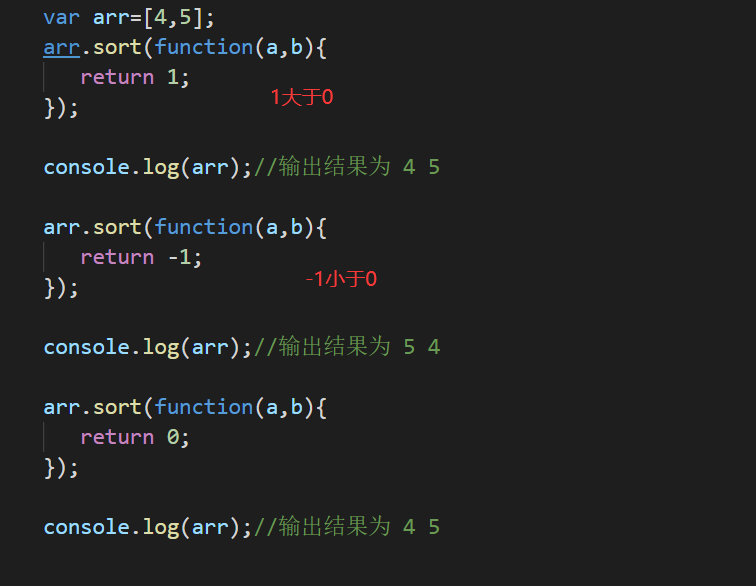 var arr=[4,5];
arr.sort(function(a,b){
return 1;
1大于0
});
console.log(arr);//输出结果为 4 5
arr.sort(function(a,b){
return -1;
-1小于0
});
console.log(arr);//输出结果为 5 4
arr.sort(function(a,b){
return 0;
});
console.log(arr);//输出结果为 4 5